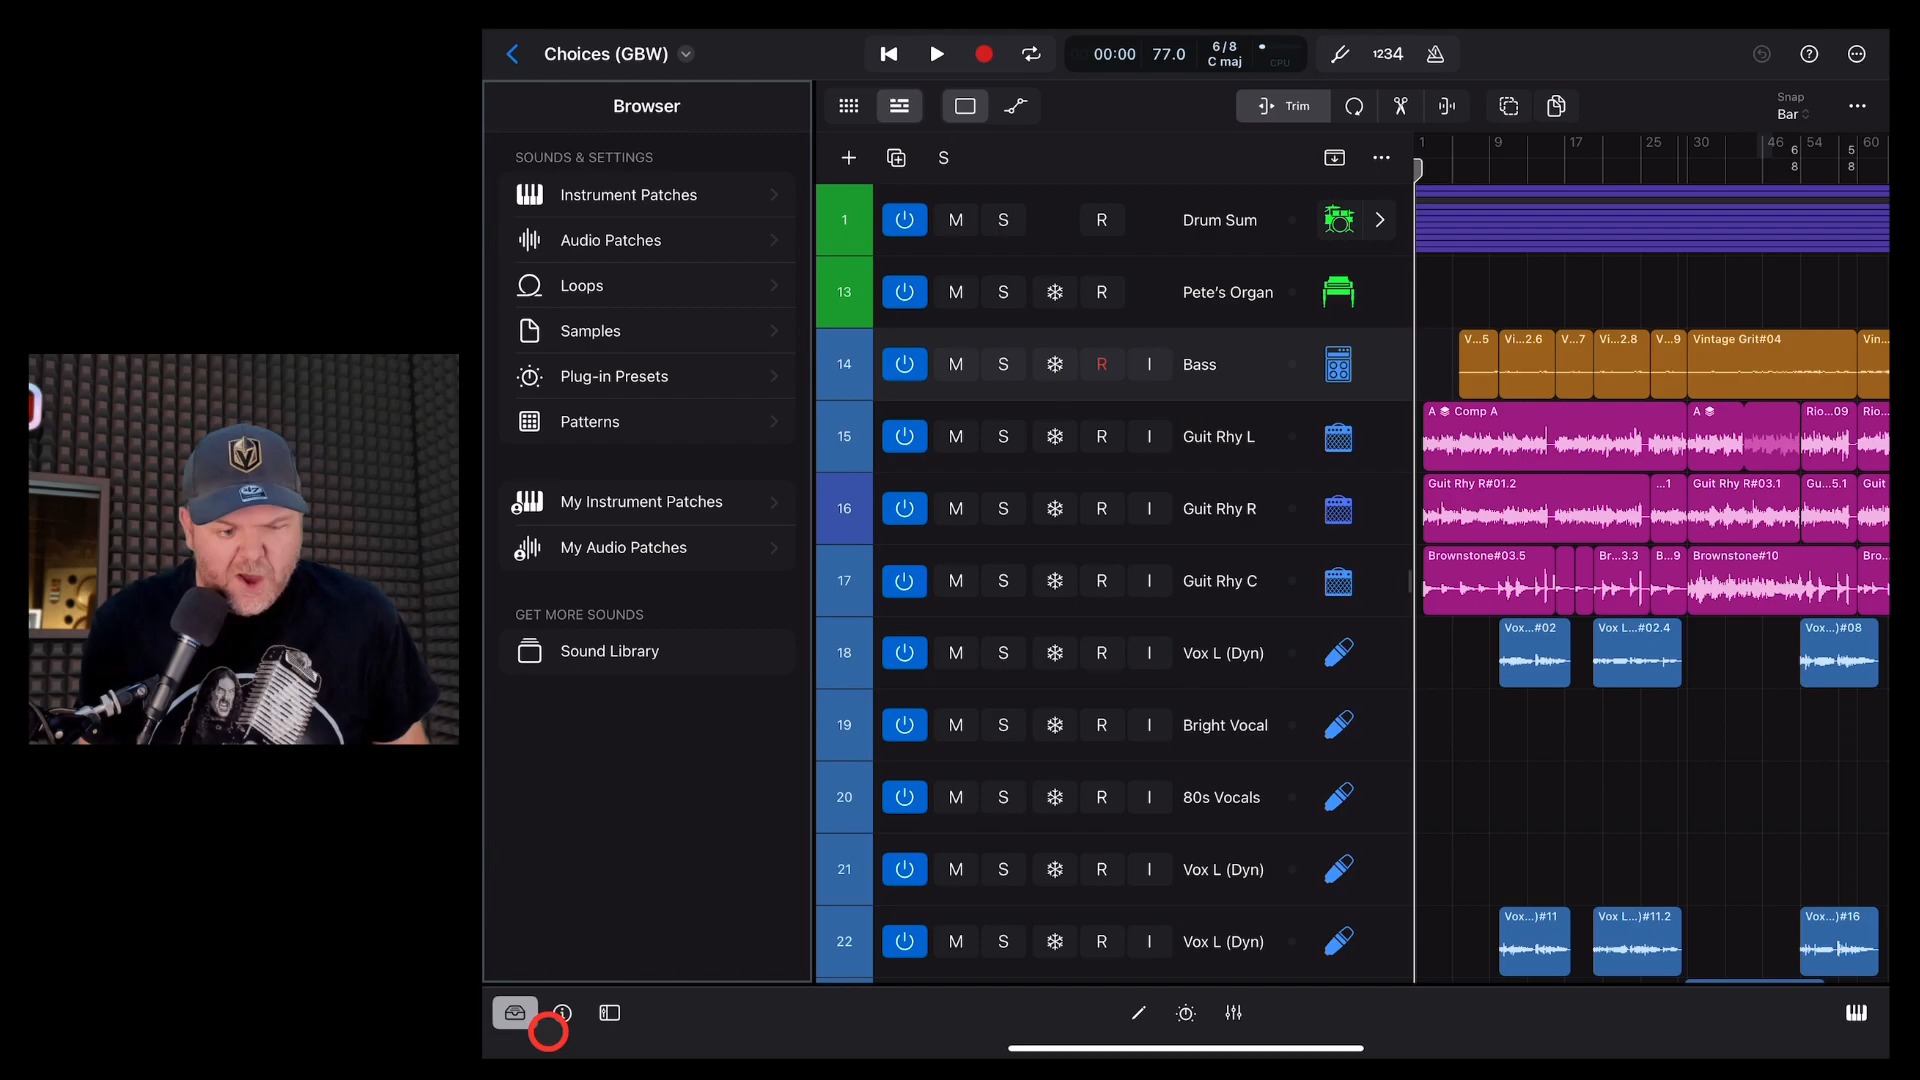 Choices (GBW)
00:00
77.0
6/8
C maj
CPU
1234
Browser
Trim
Snap
Bar
SOUNDS & SETTINGS
Instrument Patches
Audio Patches
Loops
Samples
Plug-in Presets
Patterns
My Instrument Patches
My Audio Patches
GET MORE SOUNDS
Sound Library
S
1 9 17 25 30 46 54 60
6
8
5
8
1 M S R Drum Sum
13 M S R Pete's Organ
14 M S R I Bass
V...5 Vi...2.6 V...7 Vi...2.8 V...9 Vintage Grit#04 Vin...
15 M S R I Guit Rhy L
A Comp A A Rio...09 Rio...
16 M S R I Guit Rhy R
Guit Rhy R#01.2 ...1 Guit Rhy R#03.1 Gu...5.1 Guit
17 M S R I Guit Rhy C
Brownstone#03.5 Br...3.3 B...9 Brownstone#10 Bro...
18 M S R I Vox L (Dyn)
Vox...#02 Vox L...#02.4 Vox...)#08
19 M S R I Bright Vocal
20 M S R I 80s Vocals
21 M S R I Vox L (Dyn)
22 M S R I Vox L (Dyn)
Vox...)#11 Vox L...)#11.2 Vox...)#16
47